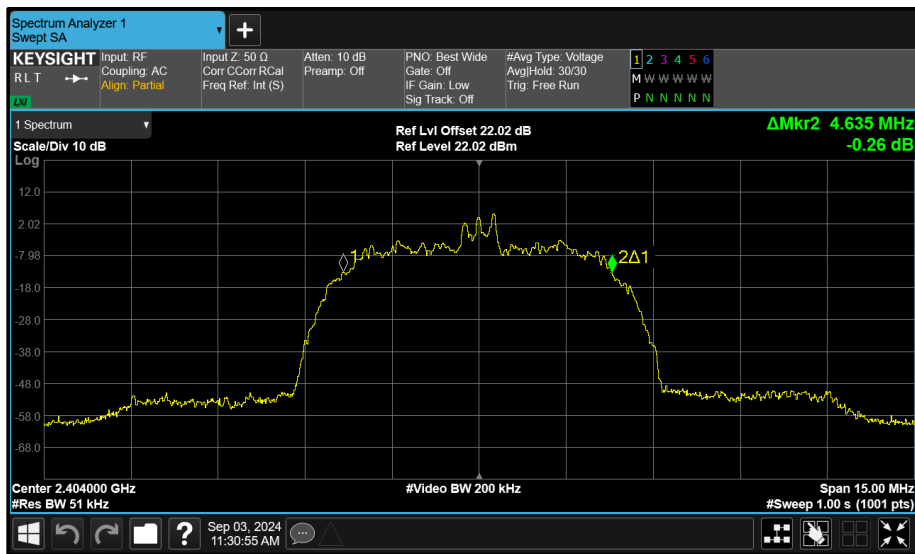 Spectrum Analyzer 1
Swept SA
KEYSIGHT
R L T
LXI
Input: RF
Coupling: AC
Align: Partial
Input Z: 50 Ω
Corr CCorr RCal
Freq Ref: Int (S)
Atten: 10 dB
Preamp: Off
PNO: Best Wide
Gate: Off
IF Gain: Low
Sig Track: Off
#Avg Type: Voltage
Avg|Hold: 30/30
Trig: Free Run
1 2 3 4 5 6
M W W W W W
P N N N N N
1 Spectrum
Scale/Div 10 dB
Log
Ref Lvl Offset 22.02 dB
Ref Level 22.02 dBm
ΔMkr2 4.635 MHz
-0.26 dB
12.0
2.02
-7.98
-18.0
-28.0
-38.0
-48.0
-58.0
-68.0
1
2Δ1
Center 2.404000 GHz
#Video BW 200 kHz
Span 15.00 MHz
#Res BW 51 kHz
#Sweep 1.00 s (1001 pts)
?
Sep 03, 2024
11:30:55 AM